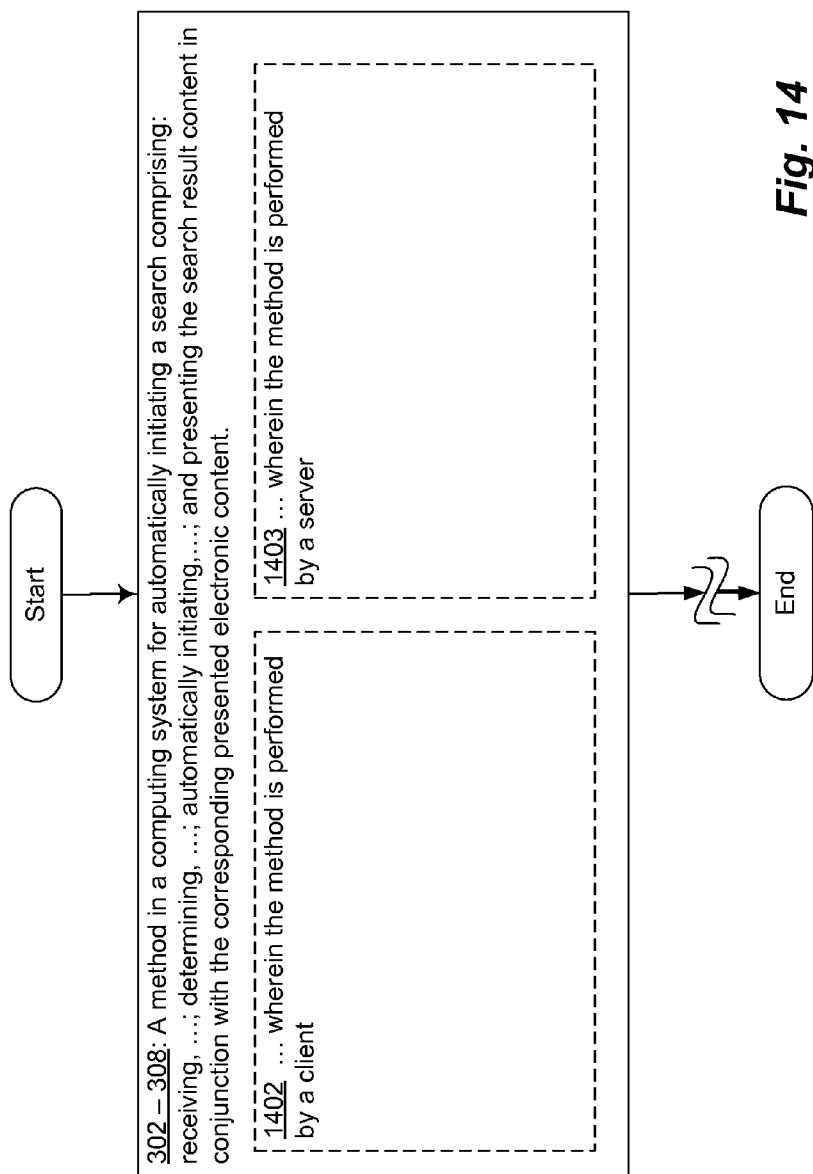 Start
302 – 308: A method in a computing system for automatically initiating a search comprising:
receiving, ...; determining, ...; automatically initiating,...; and presenting the search result content in
conjunction with the corresponding presented electronic content.
1402 ... wherein the method is performed
by a client
1403 ... wherein the method is performed
by a server
End
Fig. 14